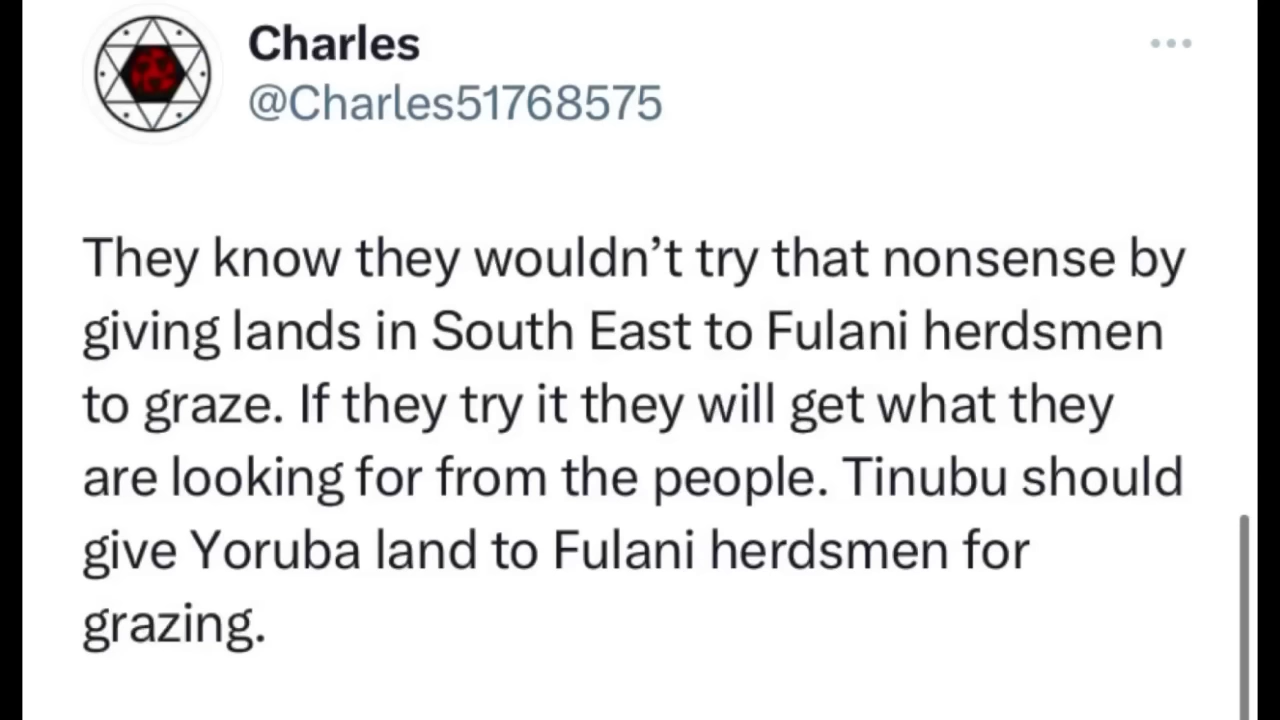 Charles
@Charles51768575
They know they wouldn’t try that nonsense by
giving lands in South East to Fulani herdsmen
to graze. If they try it they will get what they
are looking for from the people. Tinubu should
give Yoruba land to Fulani herdsmen for
grazing.